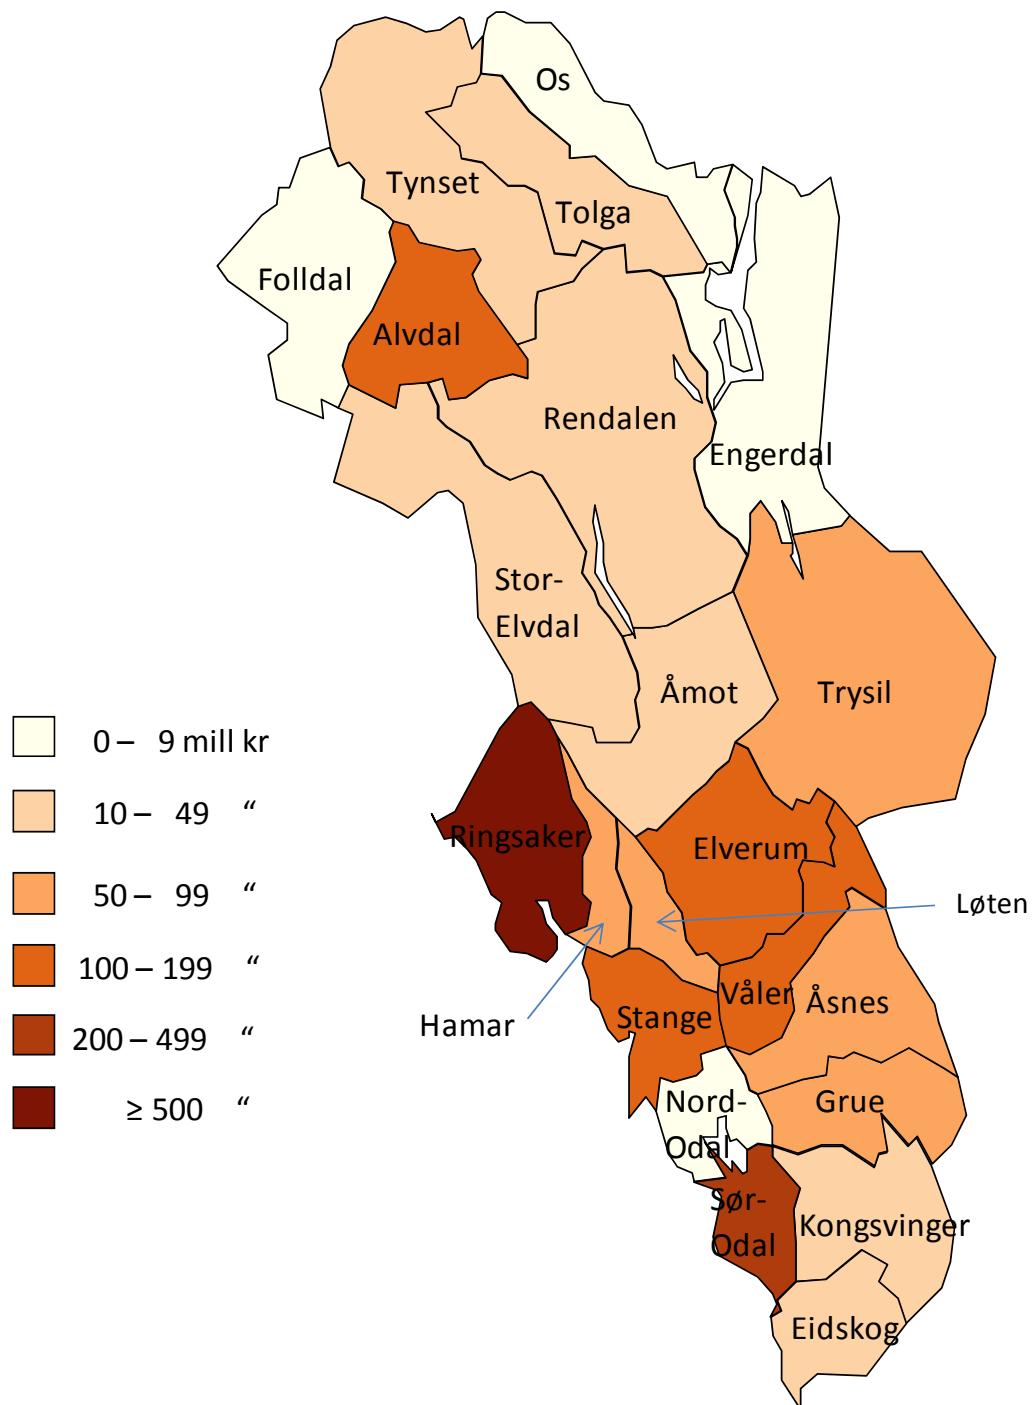 Os
Tynset
Tolga
Folldal
Alvdal
Rendalen
Engerdal
Stor-
Elvdal
Åmot
Trysil
0 – 9 mill kr
10 – 49 “
50 – 99 “
100 – 199 “
200 – 499 “
≥ 500 “
Ringsaker
Elverum
Løten
Hamar
Stange
Våler
Åsnes
Nord-
Odal
Grue
Sør-
Odal
Kongsvinger
Eidskog